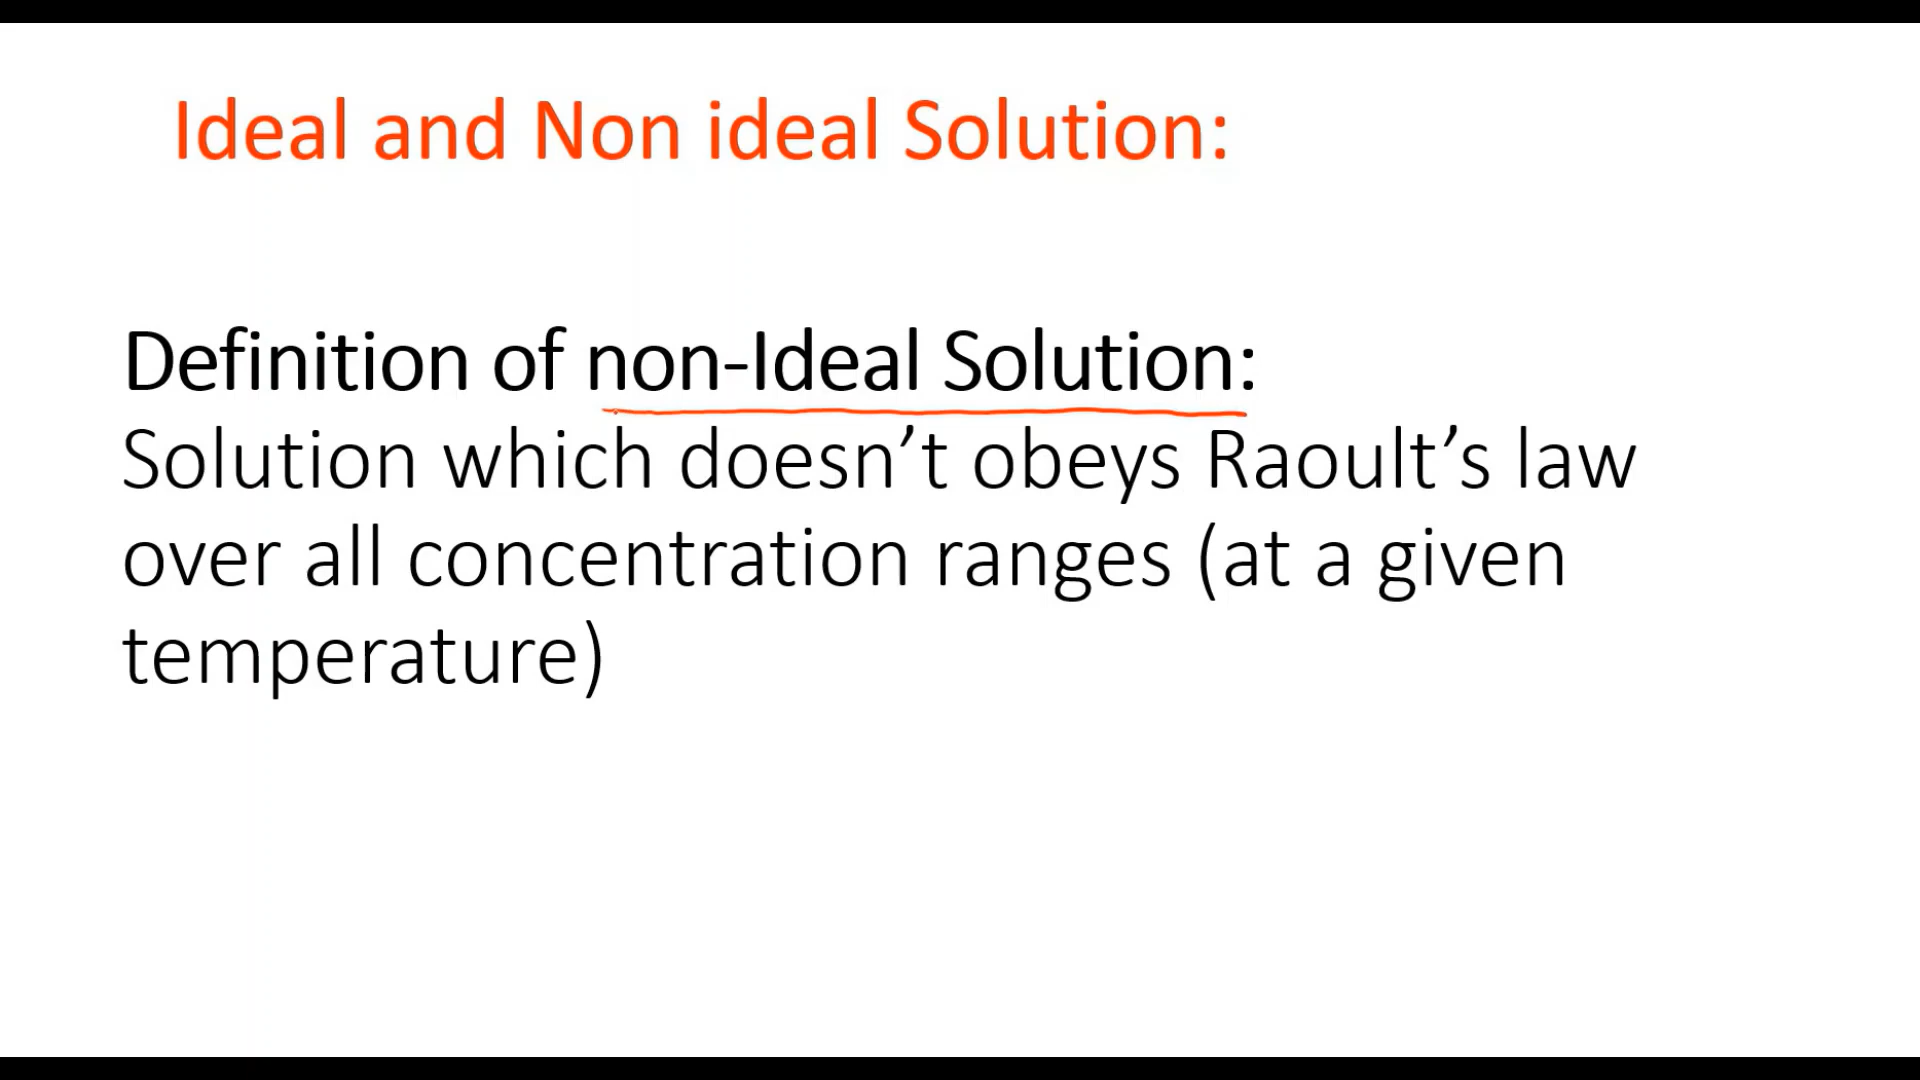 Ideal and Non ideal Solution:
Definition of non-Ideal Solution:
Solution which doesn’t obeys Raoult’s law
over all concentration ranges (at a given
temperature)